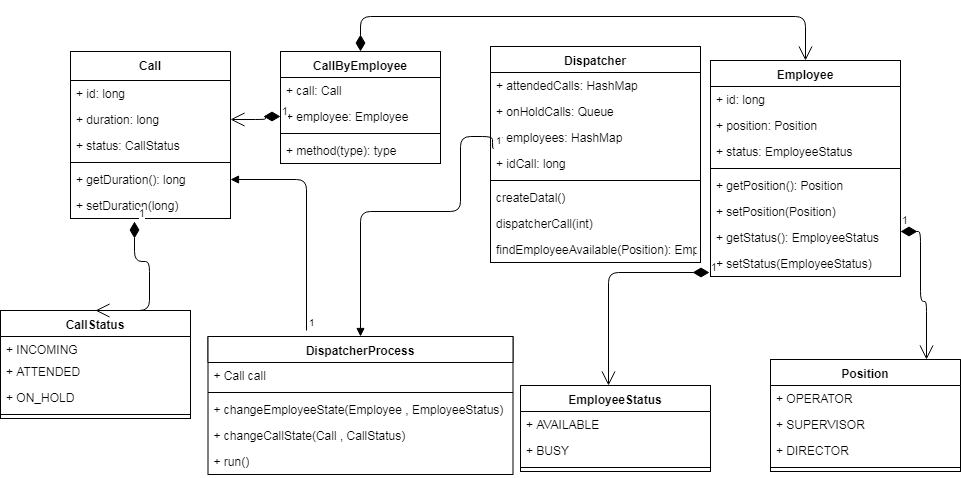 Call
+ id: long
+ duration: long
+ status: CallStatus
+ getDuration(): long
+ setDuration(long)
1
CallByEmployee
+ call: Call
1
+ employee: Employee
+ method(type): type
Dispatcher
+ attendedCalls: HashMap
+ onHoldCalls: Queue
1
employees: HashMap
+ idCall: long
createDatal()
dispatcherCall(int)
findEmployeeAvailable(Position): Emp
Employee
+ id: long
+ position: Position
+ status: EmployeeStatus
+ getPosition(): Position
+ setPosition(Position)
+ getStatus(): EmployeeStatus
+ setStatus(EmployeeStatus)
1
1
CallStatus
+ INCOMING
+ ATTENDED
+ ON_HOLD
1
DispatcherProcess
+ Call call
+ changeEmployeeState(Employee , EmployeeStatus)
+ changeCallState(Call , CallStatus)
+ run()
EmployeeStatus
+ AVAILABLE
+ BUSY
Position
+ OPERATOR
+ SUPERVISOR
+ DIRECTOR